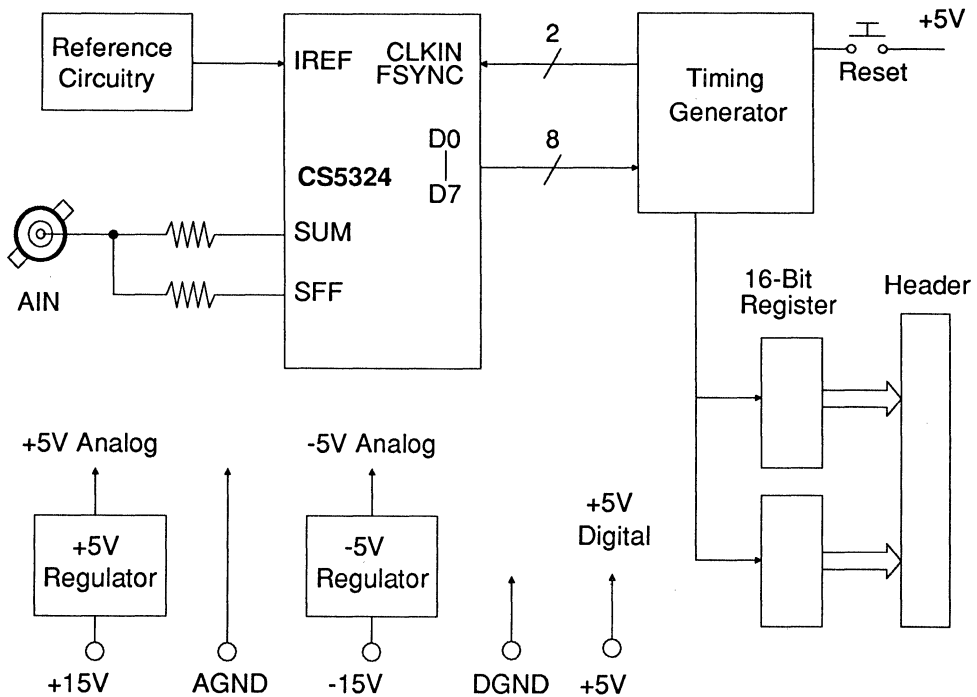 Reference
Circuitry
IREF
CLKIN
FSYNC
2
Timing
Generator
+5V
Reset
D0
D7
8
CS5324
SUM
SFF
AIN
16-Bit
Register
Header
+5V Analog
-5V Analog
+5V
Digital
+5V
Regulator
-5V
Regulator
+15V
AGND
-15V
DGND
+5V